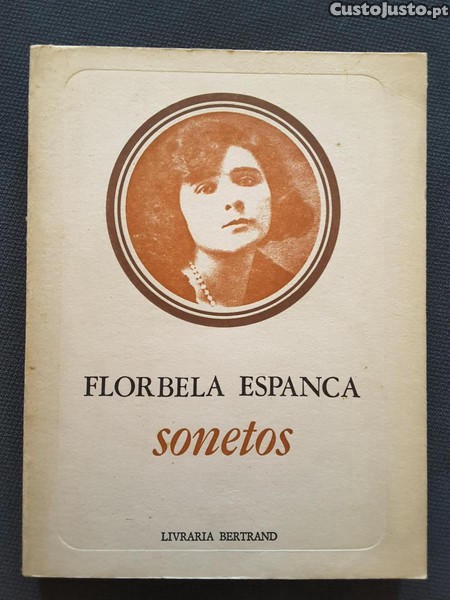 CustoJusto.pt
FLORBELA ESPANCA
sonetos
LIVRARIA BERTRAND